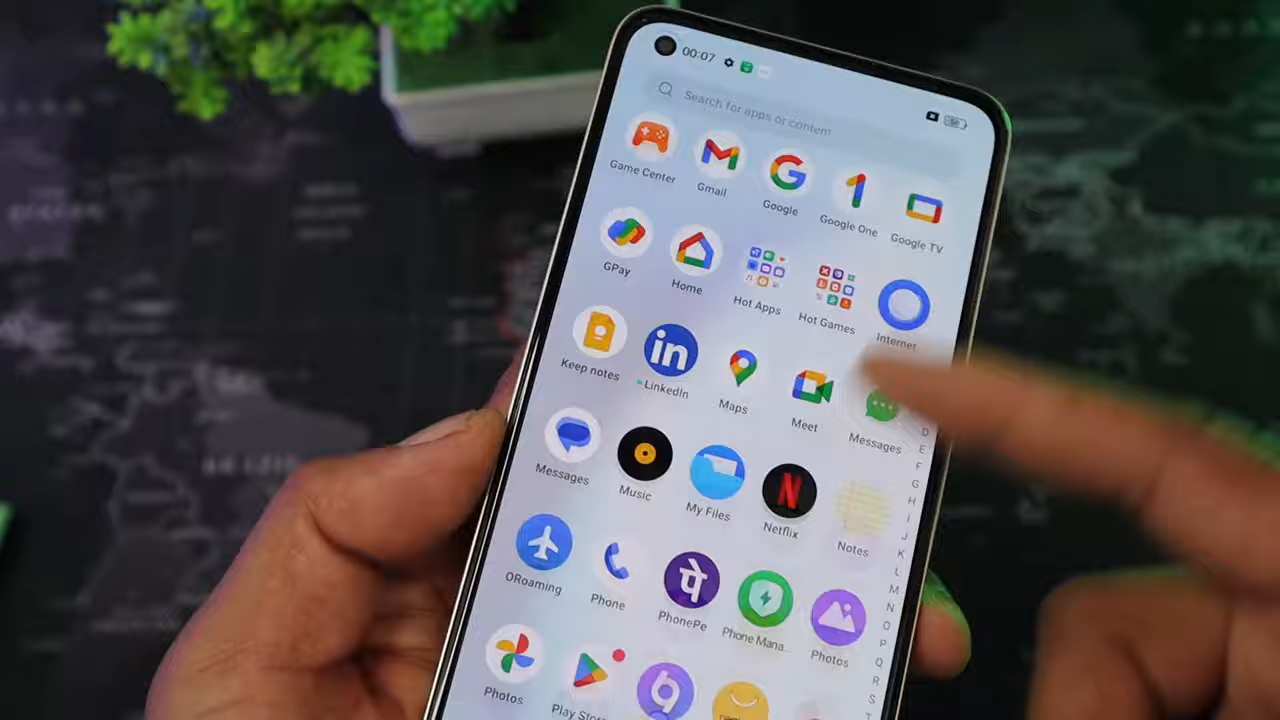 00:07
Search for apps or content
Game Center
Gmail
Google
Google One
Google TV
GPay
Home
Hot Apps
Hot Games
Internet
Keep notes
LinkedIn
Maps
Meet
Messages
Messages
Music
My Files
Netflix
Notes
ORoaming
Phone
PhonePe
Phone Mana...
Photos
Photos
Play Store
in
N
पे
D
E
F
G
H
I
J
K
L
M
N
O
P
Q
R
S
T